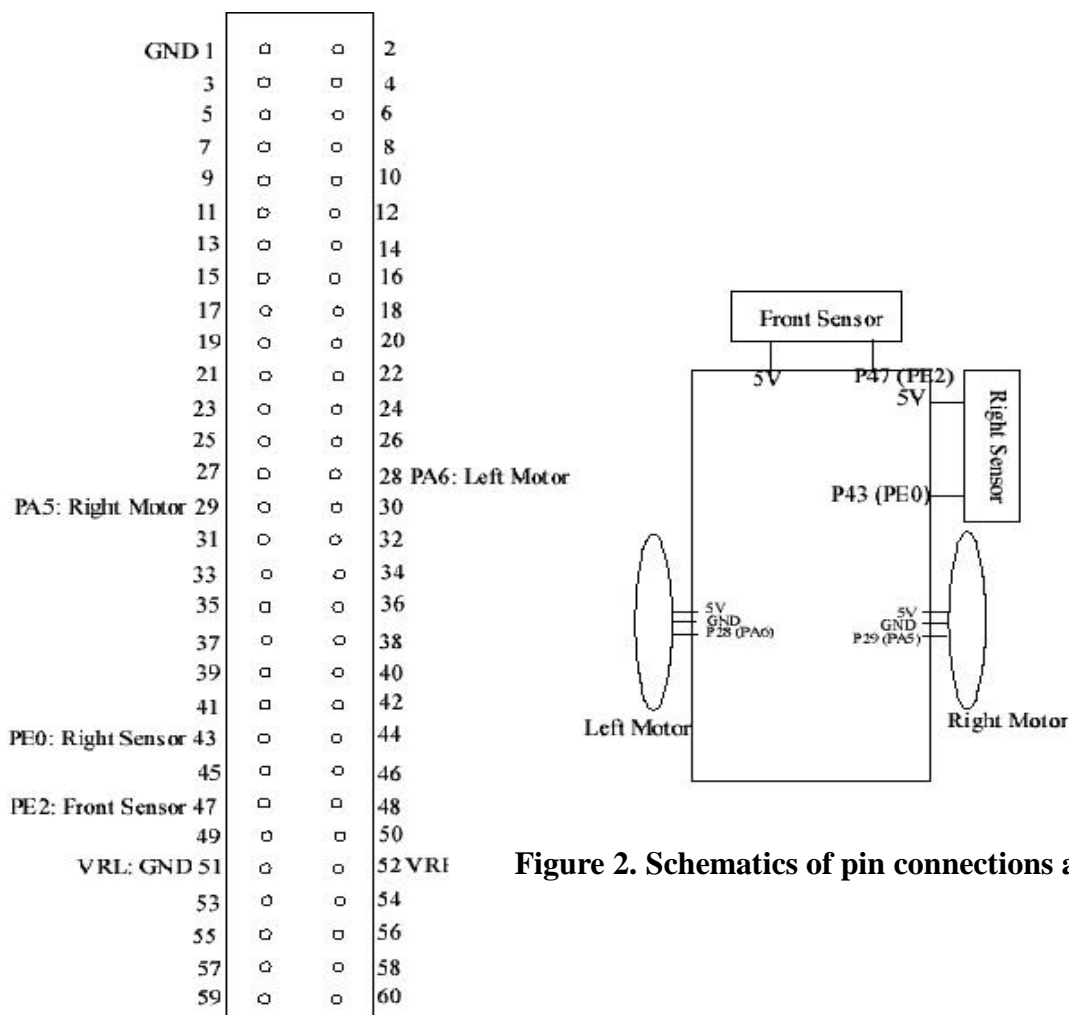 GND 1 2
3 4
5 6
7 8
9 10
11 12
13 14
15 16
17 18
19 20
21 22
23 24
25 26
27 28 PA6: Left Motor
PA5: Right Motor 29 30
31 32
33 34
35 36
37 38
39 40
41 42
PE0: Right Sensor 43 44
45 46
PE2: Front Sensor 47 48
49 50
VRL: GND 51 52
53 54
55 56
57 58
59 60
Front Sensor
5V P47 (PE2)
5V
Right Sensor
P43 (PE0)
5V
GND
P28 (PA6)
5V
GND
P29 (PA5)
Left Motor
Right Motor
Figure 2. Schematics of pin connections